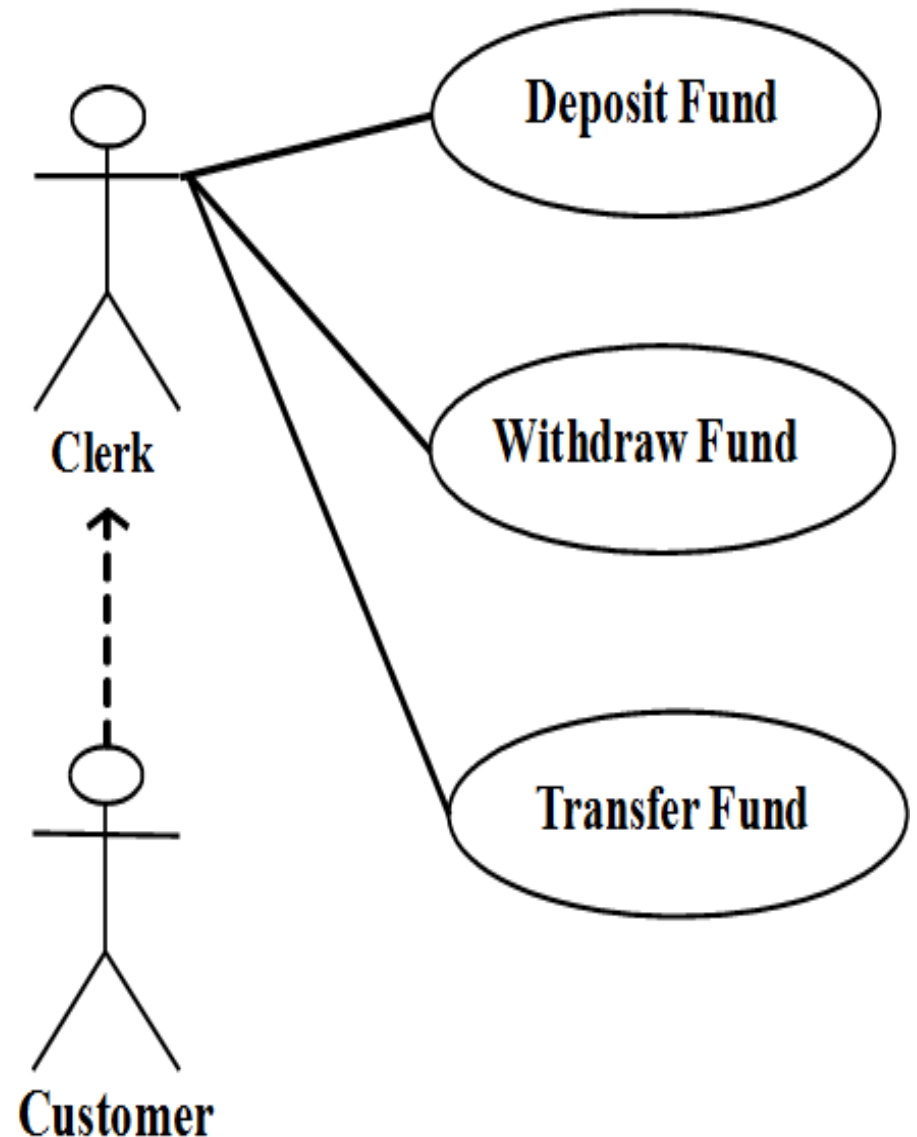 Deposit Fund
Clerk
Withdraw Fund
Transfer Fund
Customer